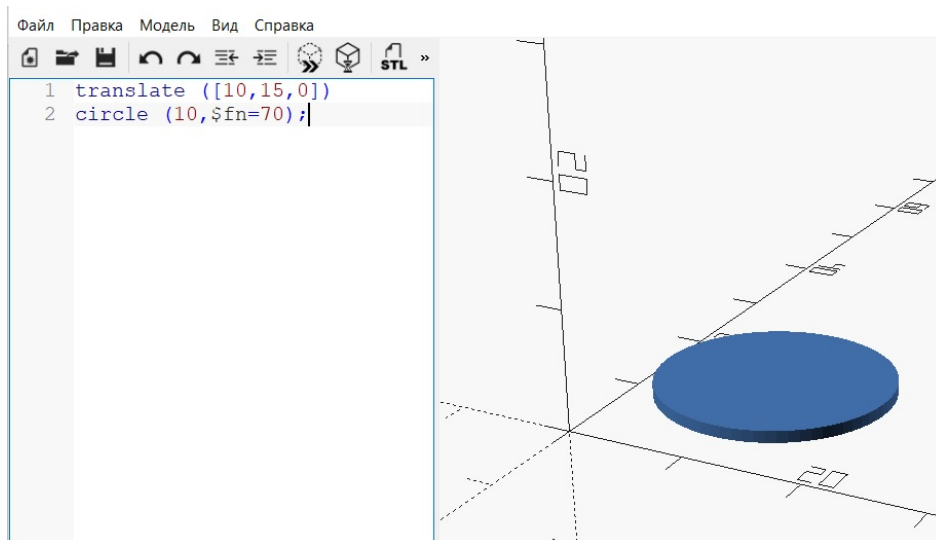 Файл Правка Модель Вид Справка
STL »
1 translate ([10,15,0])
2 circle (10,$fn=70);
20
20